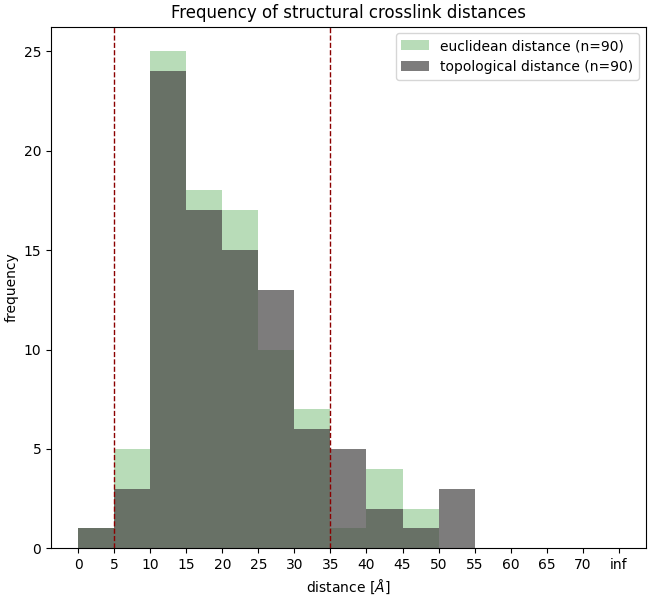 Frequency of structural crosslink distances
euclidean distance (n=90)
topological distance (n=90)
frequency
25
20
15
10
5
0
0 5 10 15 20 25 30 35 40 45 50 55 60 65 70 inf
distance [Å]